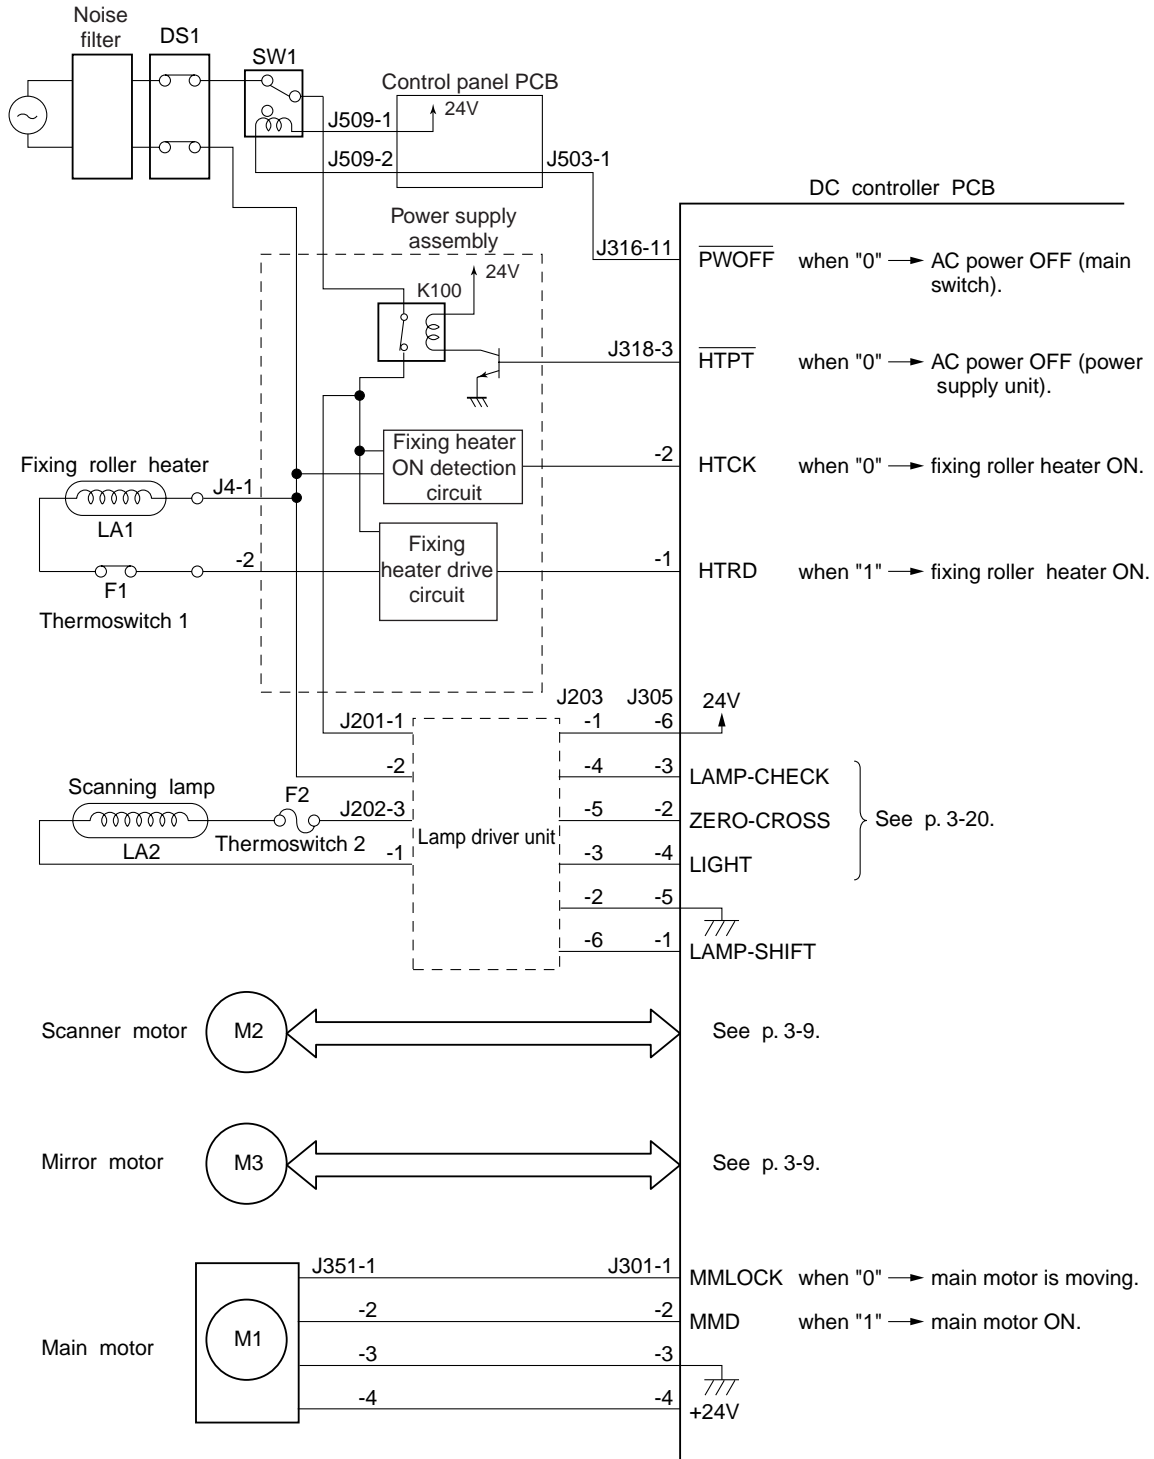 Noise
filter
DS1
SW1
Control panel PCB
24V
J509-1
J509-2
J503-1
DC controller PCB
Power supply
assembly
24V
K100
J316-11
PWOFF when "0" → AC power OFF (main
switch).
J318-3
HTPT when "0" → AC power OFF (power
supply unit).
Fixing heater
ON detection
circuit
-2
HTCK when "0" → fixing roller heater ON.
Fixing roller heater
J4-1
LA1
-2
Fixing
heater drive
circuit
-1
HTRD when "1" → fixing roller heater ON.
F1
Thermoswitch 1
J203 J305 24V
J201-1
-1 -6
-2
-4 -3 LAMP-CHECK
Scanning lamp
F2
J202-3
-5 -2 ZERO-CROSS
See p. 3-20.
LA2
Thermoswitch 2
-1
Lamp driver unit
-3 -4 LIGHT
-2 -5
-6 -1 LAMP-SHIFT
Scanner motor M2 See p. 3-9.
Mirror motor M3 See p. 3-9.
J351-1 J301-1 MMLOCK when "0" → main motor is moving.
-2 -2 MMD when "1" → main motor ON.
Main motor M1
-3 -3
-4 -4 +24V